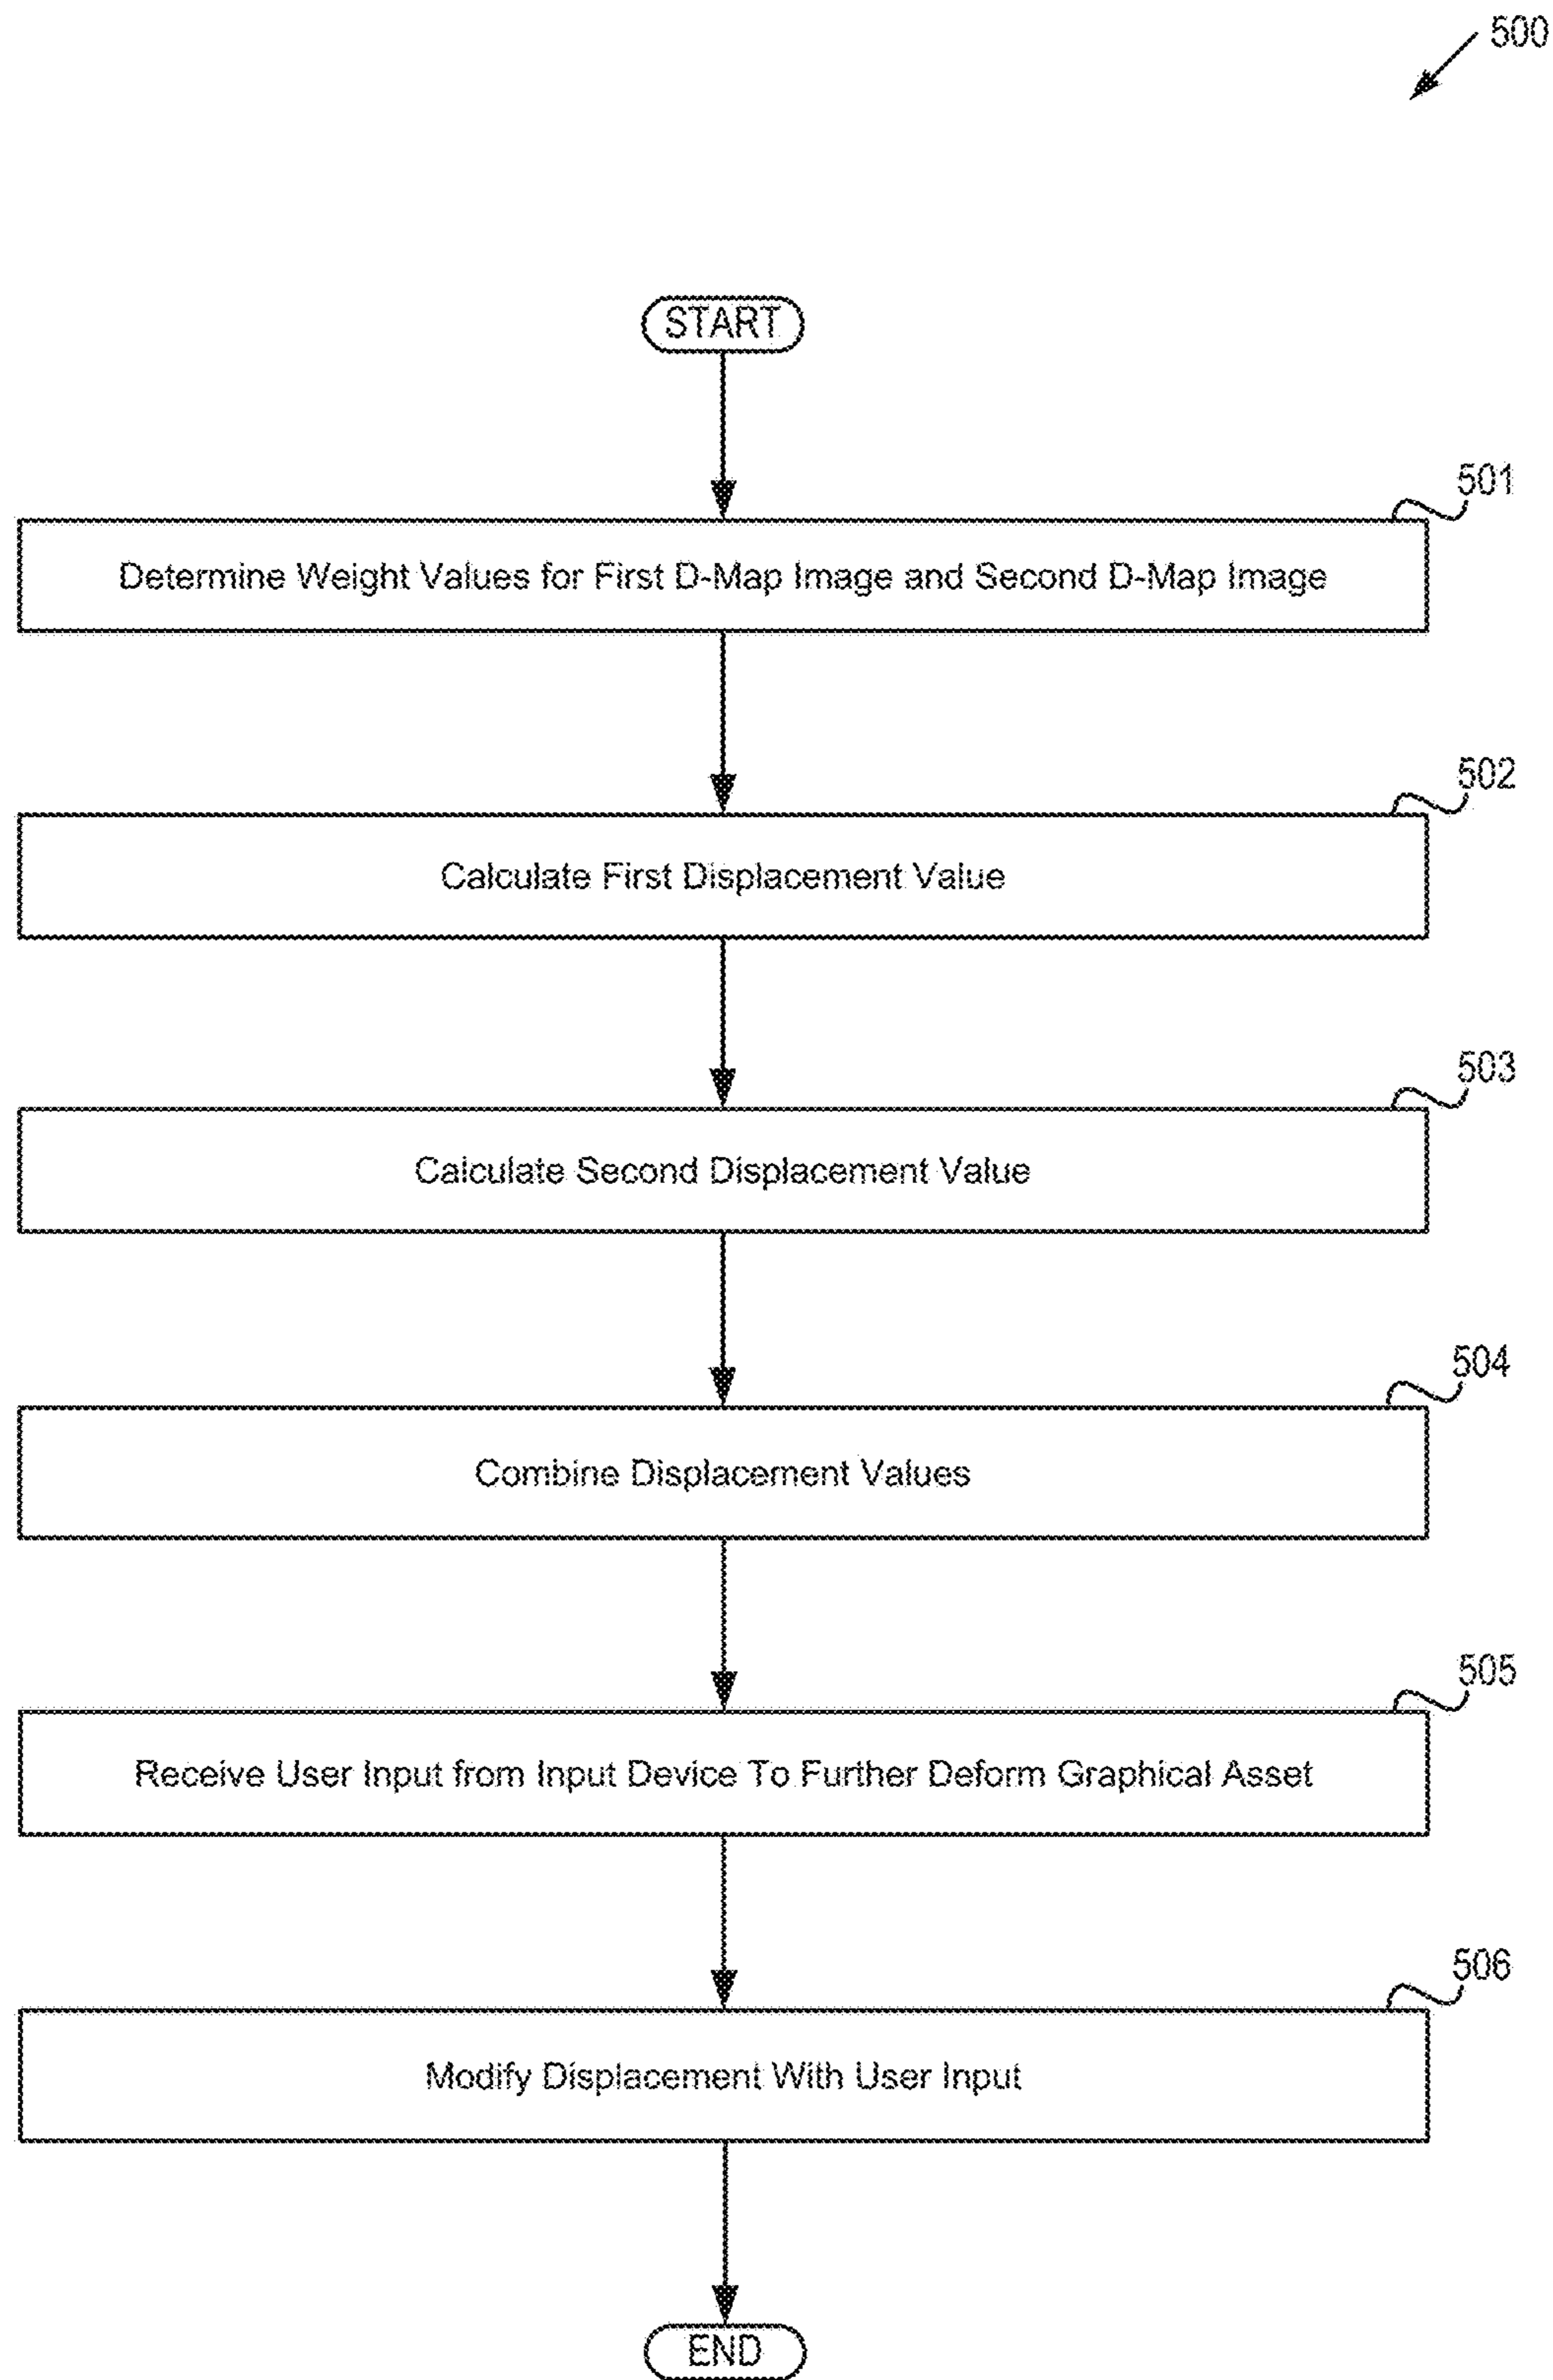 500
START
501
Determine Weight Values for First D-Map Image and Second D-Map Image
502
Calculate First Displacement Value
503
Calculate Second Displacement Value
504
Combine Displacement Values
505
Receive User Input from Input Device To Further Deform Graphical Asset
506
Modify Displacement With User Input
END